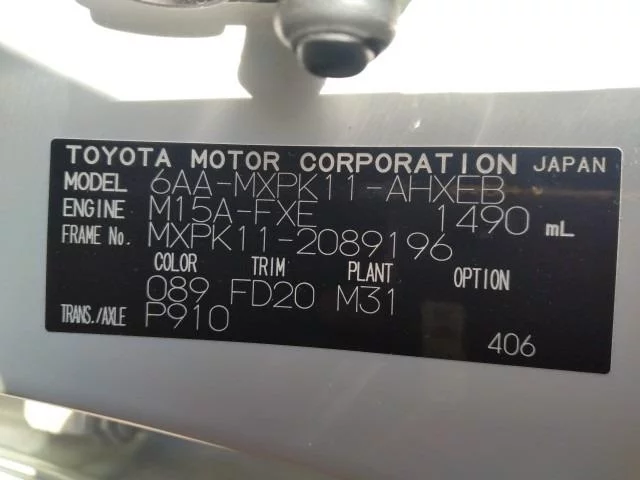 TOYOTA MOTOR CORPORATION JAPAN
MODEL 6AA-MXPK11-AHXEB
ENGINE M15A-FXE 1490 mL
FRAME No. MXPK11-2089196
COLOR TRIM PLANT OPTION
089 FD20 M31
TRANS./AXLE P910
406